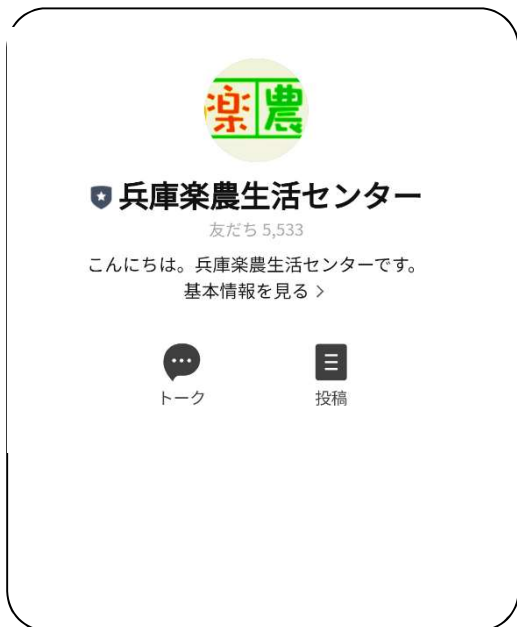 楽農
兵庫楽農生活センター
友だち 5,533
こんにちは。兵庫楽農生活センターです。
基本情報を見る >
トーク
投稿